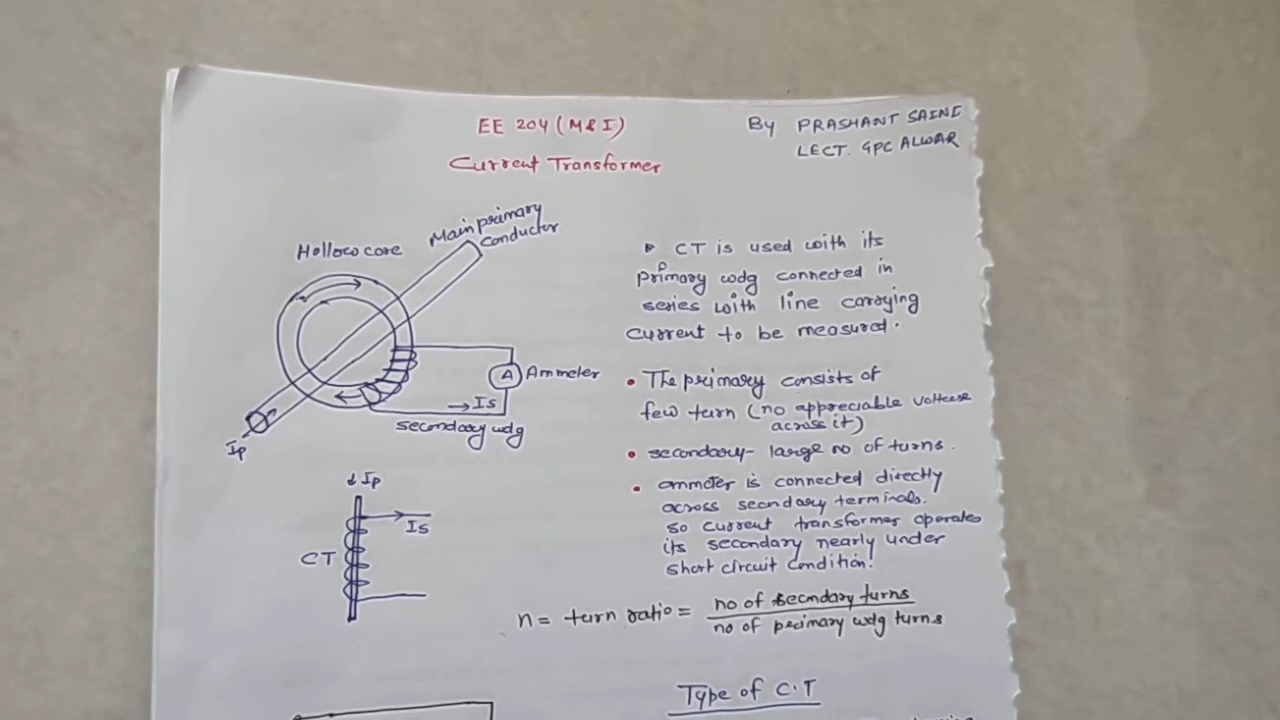 EE 204 (M & I)
By PRASHANT SAINI
LECT. GPC ALWAR
Current Transformer
Hollow core
Main primary
conductor
Ammeter
A
→ Is
secondary wdg
Ip
↓ Ip
Is
CT
CT is used with its
primary wdg connected in
series with line carrying
current to be measured.
• The primary consists of
few turn (no appreciable voltage
across it)
• secondary- large no of turns.
• ammeter is connected directly
across secondary terminals.
so current transformer operates
its secondary nearly under
short circuit condition.
n = turn ratio = no of secondary turns
no of primary wdg turns
Type of C.T